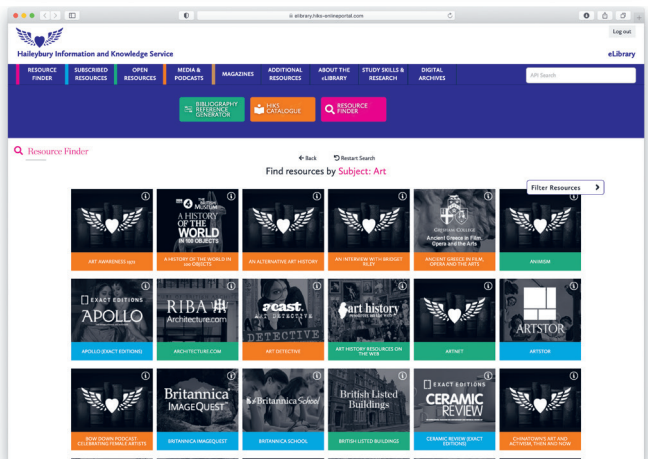 elibrary.hiks-onlineportal.com
Log out
Haileybury Information and Knowledge Service
eLibrary
RESOURCE
FINDER
SUBSCRIBED
RESOURCES
OPEN
RESOURCES
MEDIA &
PODCASTS
MAGAZINES
ADDITIONAL
RESOURCES
ABOUT THE
eLIBRARY
STUDY SKILLS &
RESEARCH
DIGITAL
ARCHIVES
API Search
BIBLIOGRAPHY
REFERENCE
GENERATOR
HIKS
CATALOGUE
RESOURCE
FINDER
Resource Finder
Back
Restart Search
Find resources by Subject: Art
Filter Resources
ART AWARENESS 1972
BBC
4
THE
BRITISH
MUSEUM
A HISTORY
OF THE
WORLD
IN 100 OBJECTS
A HISTORY OF THE WORLD IN
100 OBJECTS
AN ALTERNATIVE ART HISTORY
AN INTERVIEW WITH BRIDGET
RILEY
GRESHAM COLLEGE
Ancient Greece in Film,
Opera and the Arts
ANCIENT GREECE IN FILM,
OPERA AND THE ARTS
ANIMISM
EXACT EDITIONS
APOLLO
APOLLO (EXACT EDITIONS)
RIBA
Architecture.com
ARCHITECTURE.COM
acast.
ART DETECTIVE
DETECTIVE
ART DETECTIVE
art history
ART HISTORY RESOURCES ON
THE WEB
ARTNET
ARTSTOR
ARTSTOR
BOW DOWN PODCAST
CELEBRATING FEMALE ARTISTS
Britannica
IMAGEQUEST
BRITANNICA IMAGEQUEST
Britannica School
BRITANNICA SCHOOL
British Listed
Buildings
BRITISH LISTED BUILDINGS
EXACT EDITIONS
CERAMIC
REVIEW
CERAMIC REVIEW (EXACT
EDITIONS)
CHINATOWN'S ART AND
ACTIVISM, THEN AND NOW